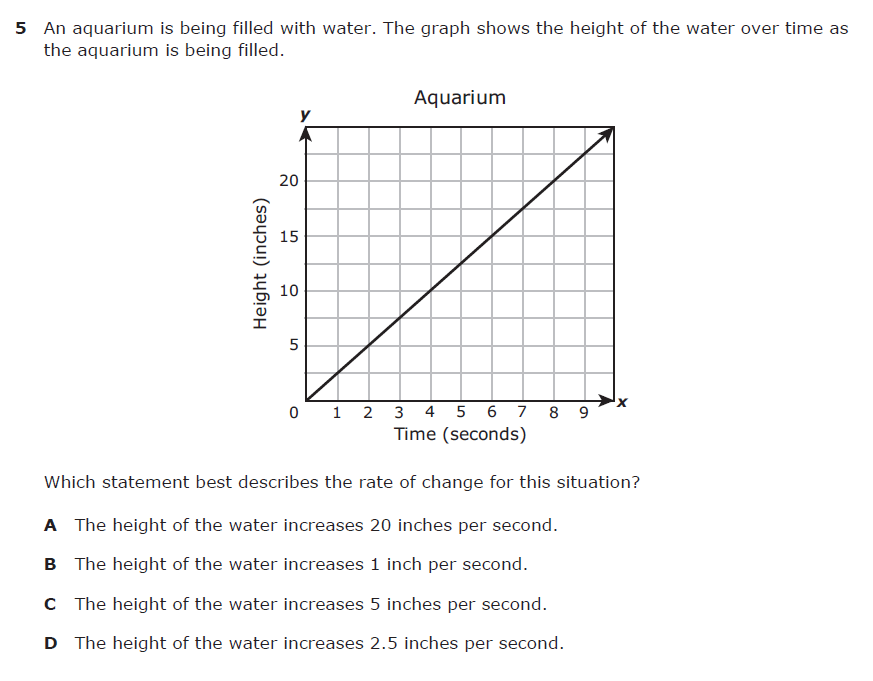 5 An aquarium is being filled with water. The graph shows the height of the water over time as
the aquarium is being filled.
Aquarium
y
20
15
10
5
Height (inches)
0 1 2 3 4 5 6 7 8 9 x
Time (seconds)
Which statement best describes the rate of change for this situation?
A The height of the water increases 20 inches per second.
B The height of the water increases 1 inch per second.
C The height of the water increases 5 inches per second.
D The height of the water increases 2.5 inches per second.